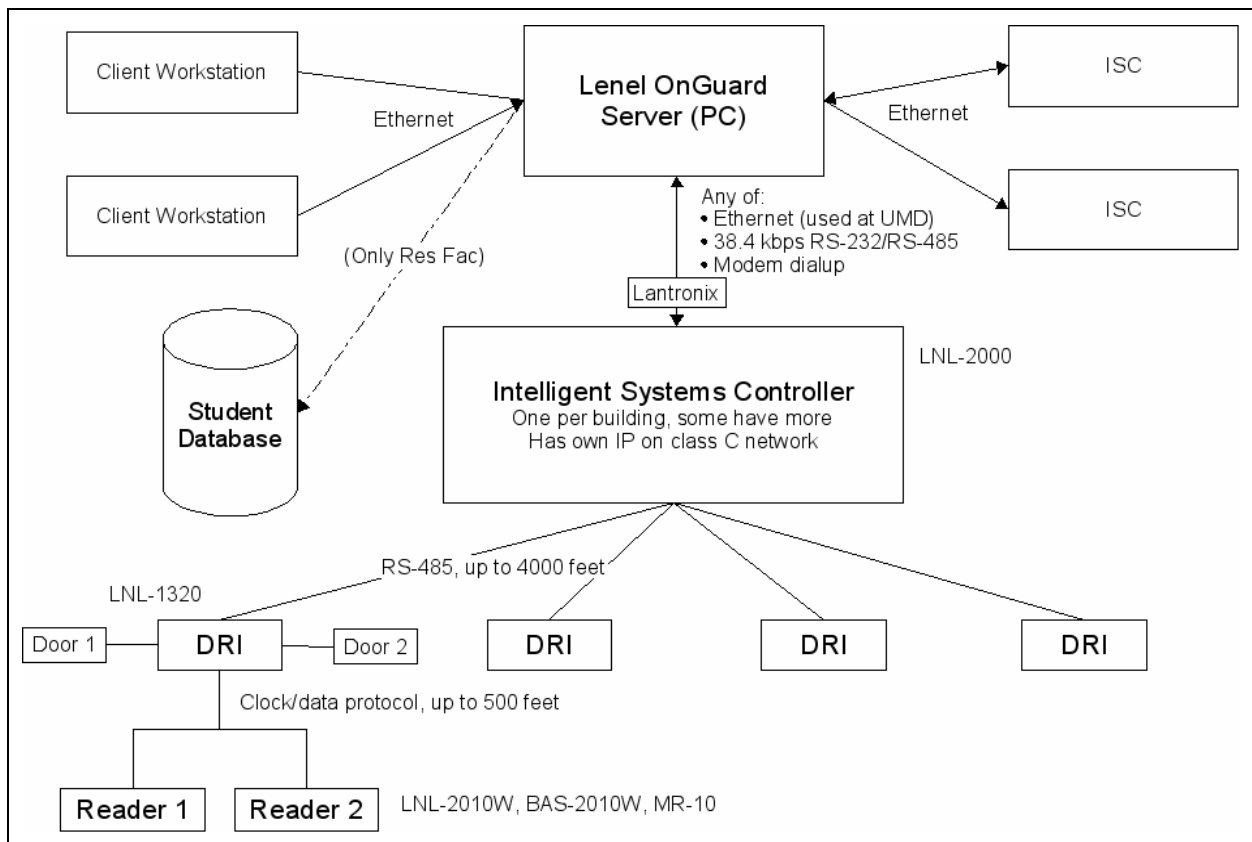 Client Workstation
Lenel OnGuard
Server (PC)
ISC
Ethernet
Ethernet
Client Workstation
Any of:
• Ethernet (used at UMD)
• 38.4 kbps RS-232/RS-485
• Modem dialup
ISC
(Only Res Fac)
Lantronix
LNL-2000
Intelligent Systems Controller
One per building, some have more
Has own IP on class C network
Student
Database
RS-485, up to 4000 feet
LNL-1320
Door 1
DRI
Door 2
DRI
DRI
DRI
Clock/data protocol, up to 500 feet
Reader 1
Reader 2
LNL-2010W, BAS-2010W, MR-10